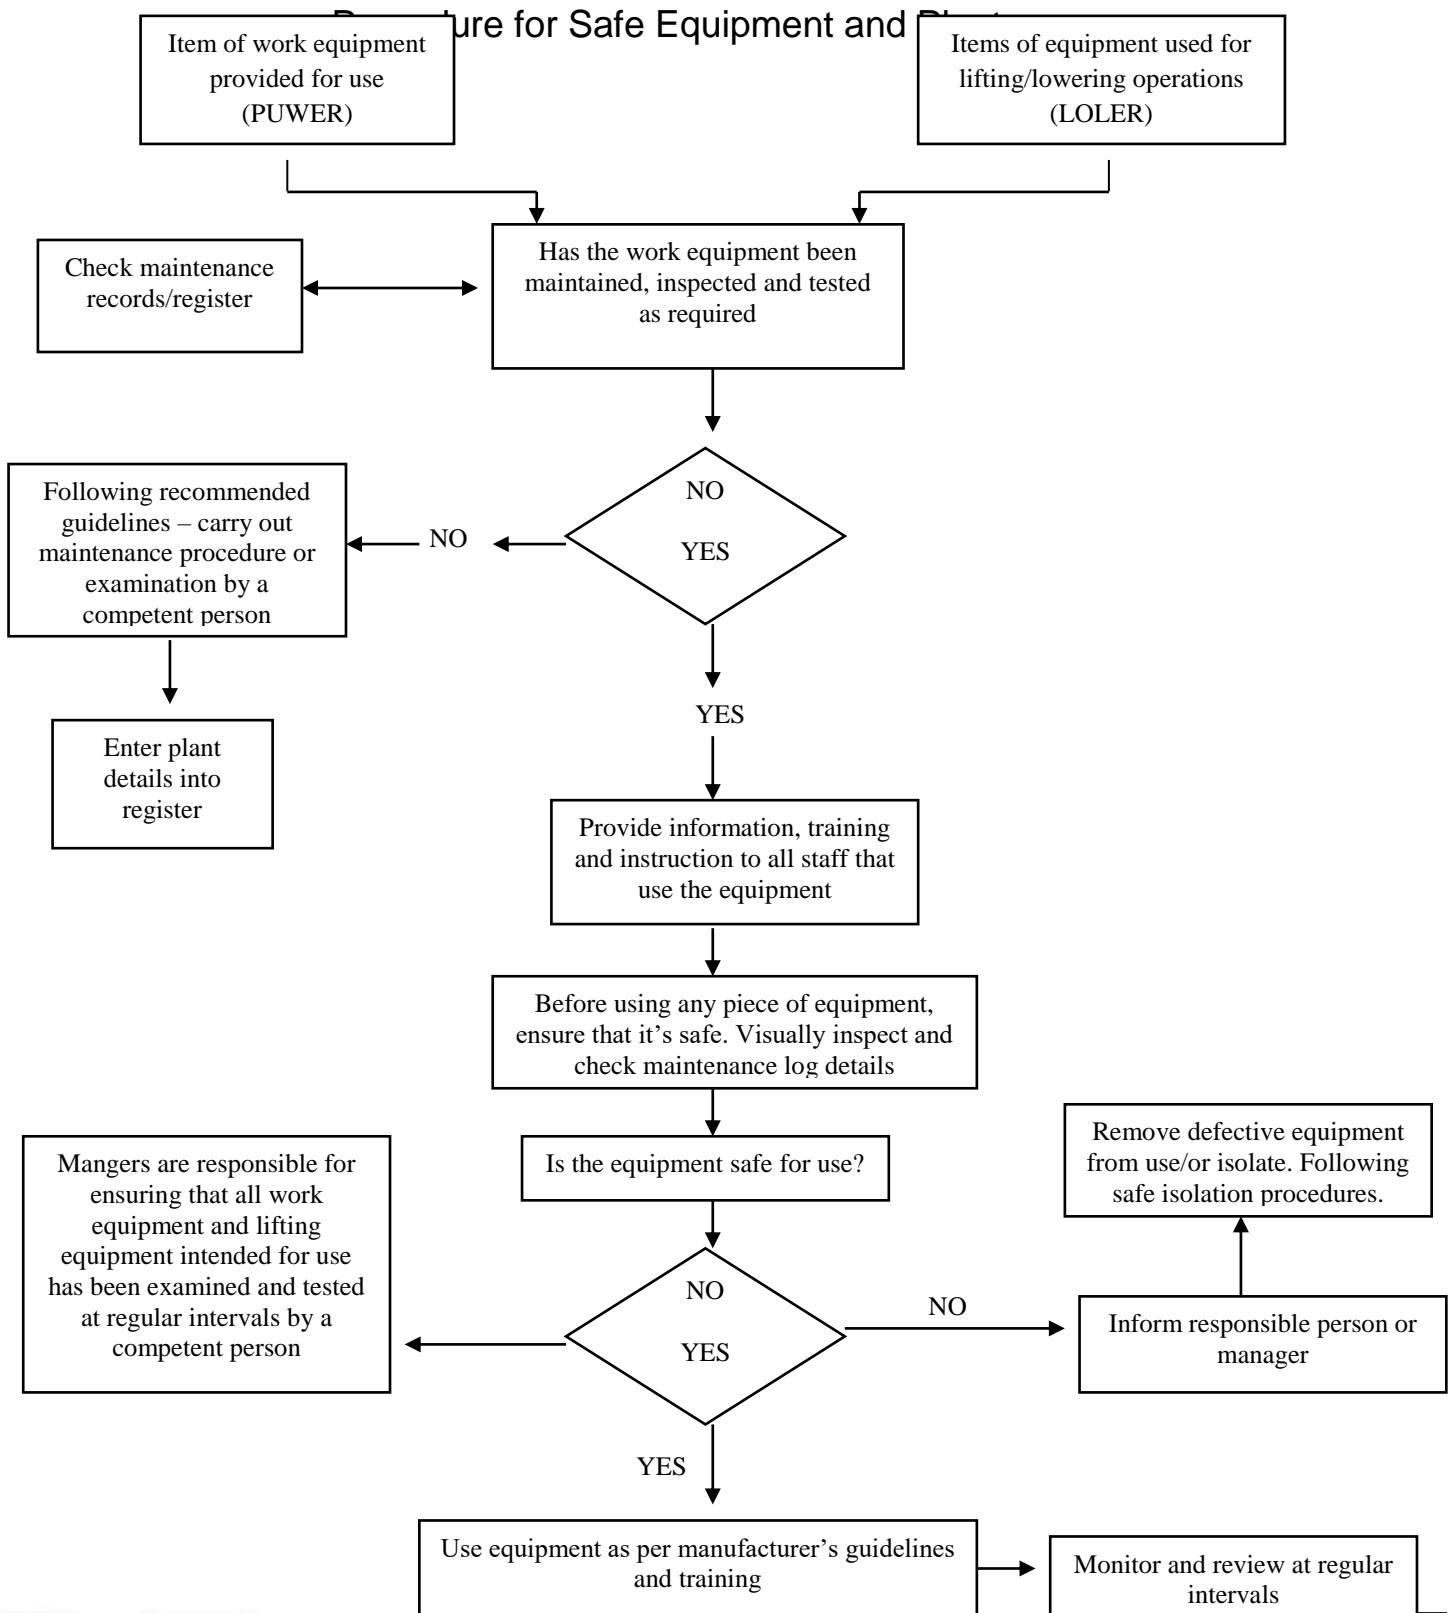 ure for Safe Equipment and
Item of work equipment
provided for use
(PUWER)
Items of equipment used for
lifting/lowering operations
(LOLER)
Check maintenance
records/register
Has the work equipment been
maintained, inspected and tested
as required
Following recommended
guidelines – carry out
maintenance procedure or
examination by a
competent person
NO
NO
YES
YES
Enter plant
details into
register
Provide information, training
and instruction to all staff that
use the equipment
Before using any piece of equipment,
ensure that it’s safe. Visually inspect and
check maintenance log details
Is the equipment safe for use?
Remove defective equipment
from use/or isolate. Following
safe isolation procedures.
Mangers are responsible for
ensuring that all work
equipment and lifting
equipment intended for use
has been examined and tested
at regular intervals by a
competent person
NO
YES
NO
Inform responsible person or
manager
YES
Use equipment as per manufacturer’s guidelines
and training
Monitor and review at regular
intervals